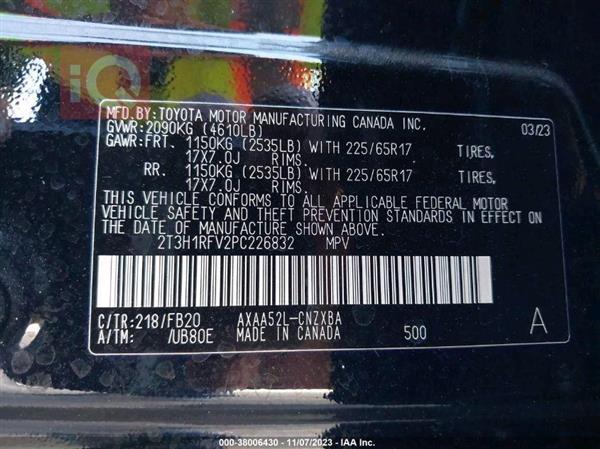 iQ
MFD.BY:TOYOTA MOTOR MANUFACTURING CANADA INC.
GVWR:2090KG (4610LB) 03/23
GAWR:FRT. 1150KG (2535LB) WITH 225/65R17 TIRES,
17X7.0J RIMS.
RR. 1150KG (2535LB) WITH 225/65R17 TIRES,
17X7.0J RIMS.
THIS VEHICLE CONFORMS TO ALL APPLICABLE FEDERAL MOTOR
VEHICLE SAFETY AND THEFT PREVENTION STANDARDS IN EFFECT ON
THE DATE OF MANUFACTURE SHOWN ABOVE.
2T3H1RFV2PC226832 MPV
C/TR:218/FB20 AXAA52L-CNZXBA
A/TM: /UB80E MADE IN CANADA 500 A
000-38006430 - 11/07/2023 - IAA Inc.